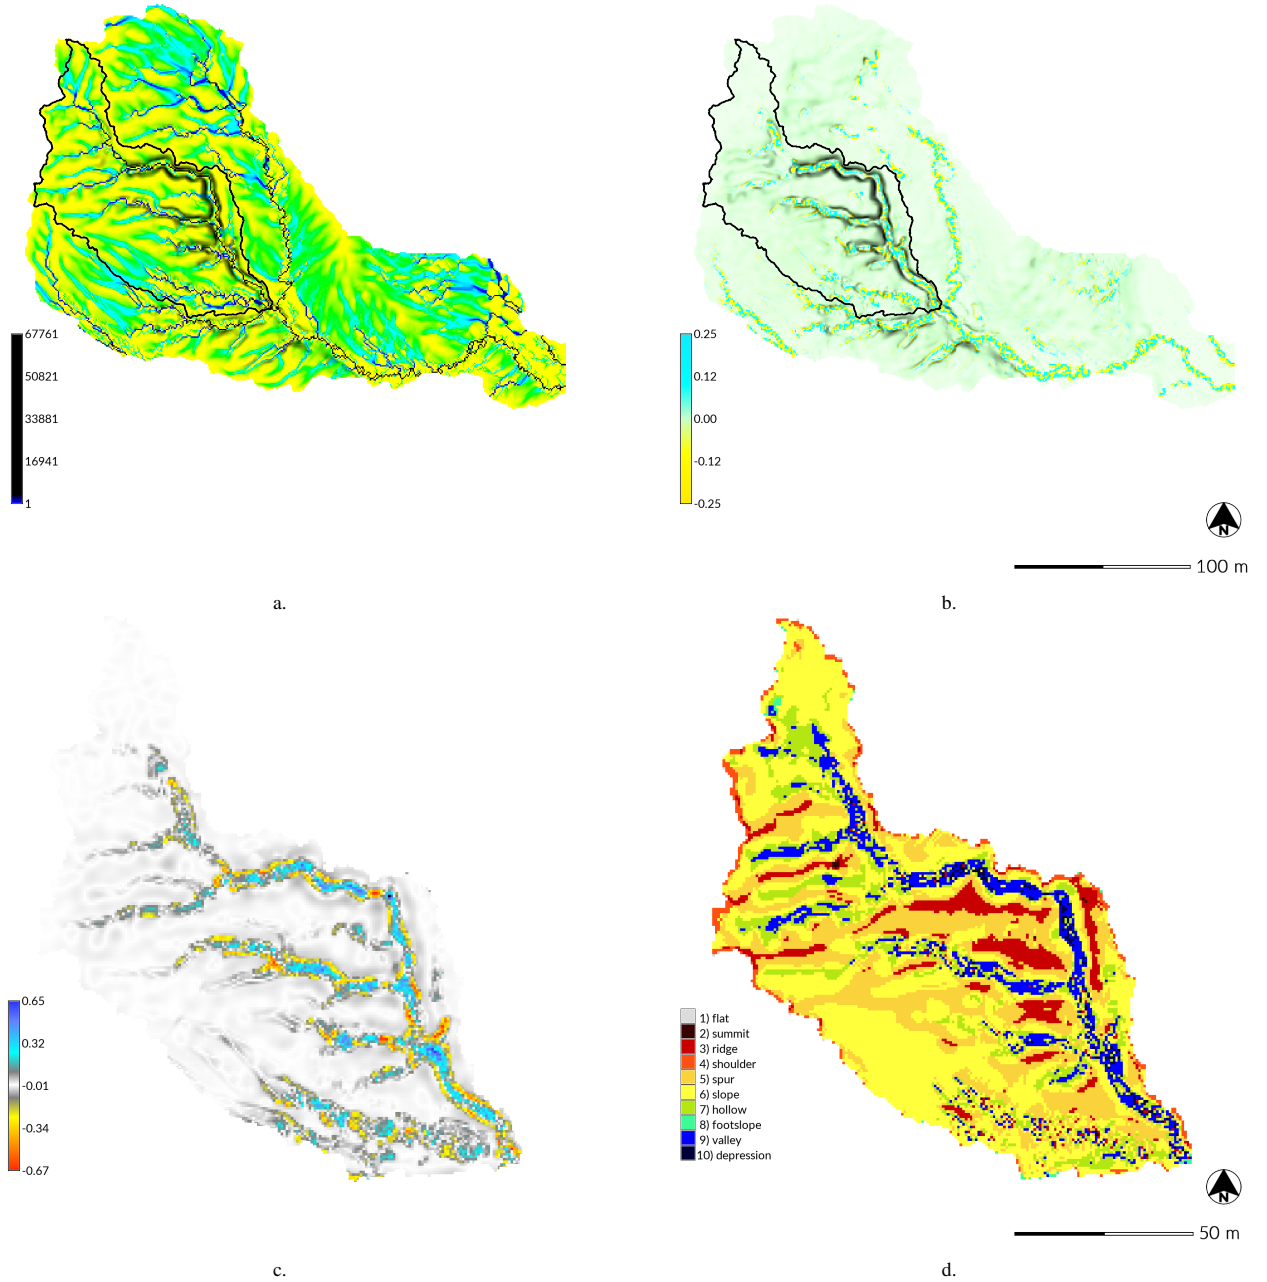 67761
50821
33881
16941
1
0.25
0.12
0.00
-0.12
-0.25
N
100 m
a.
b.
0.65
0.32
-0.01
-0.34
-0.67
1) flat
2) summit
3) ridge
4) shoulder
5) spur
6) slope
7) hollow
8) footslope
9) valley
10) depression
N
50 m
c.
d.